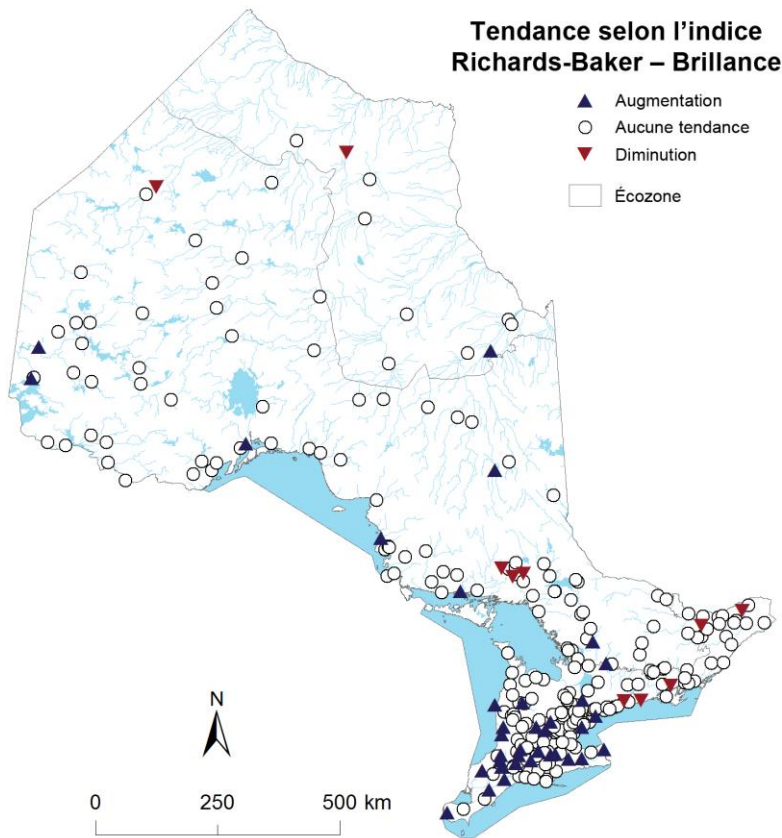 Tendance selon l’indice
Richards-Baker – Brillance
Augmentation
Aucune tendance
Diminution
Écozone
N
0 250 500 km